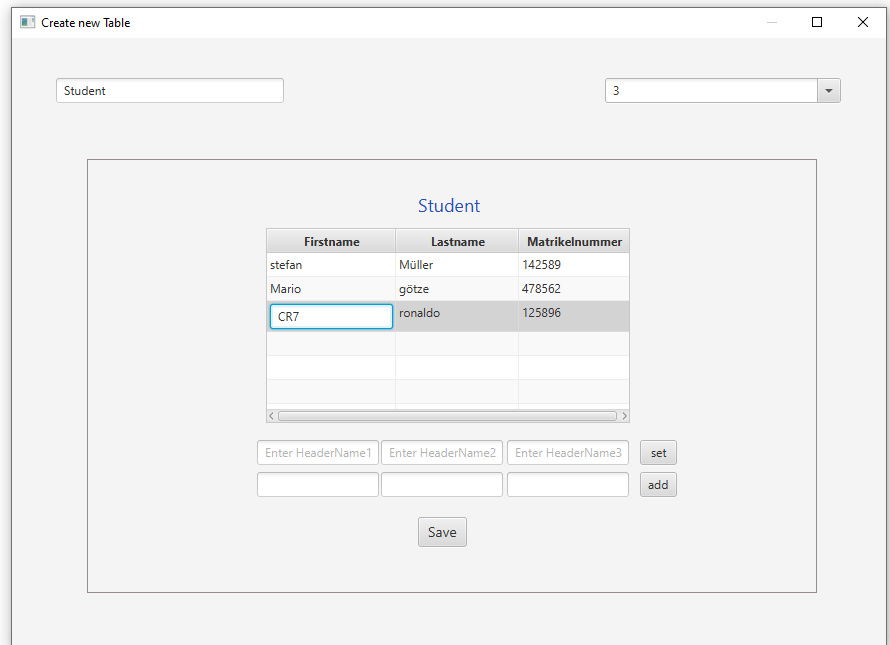 Create new Table
Student 3
Student
Firstname Lastname Matrikelnummer
stefan Müller 142589
Mario götze 478562
CR7 ronaldo 125896
Enter HeaderName1 Enter HeaderName2 Enter HeaderName3 set
add
Save